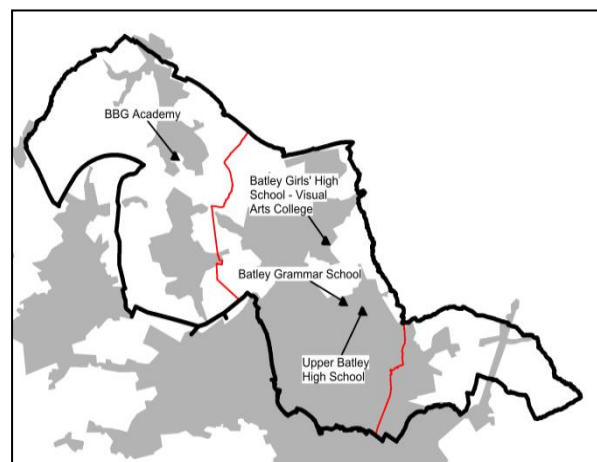 BBG Academy
Batley Girls' High
School - Visual
Arts College
Batley Grammar School
Upper Batley
High School